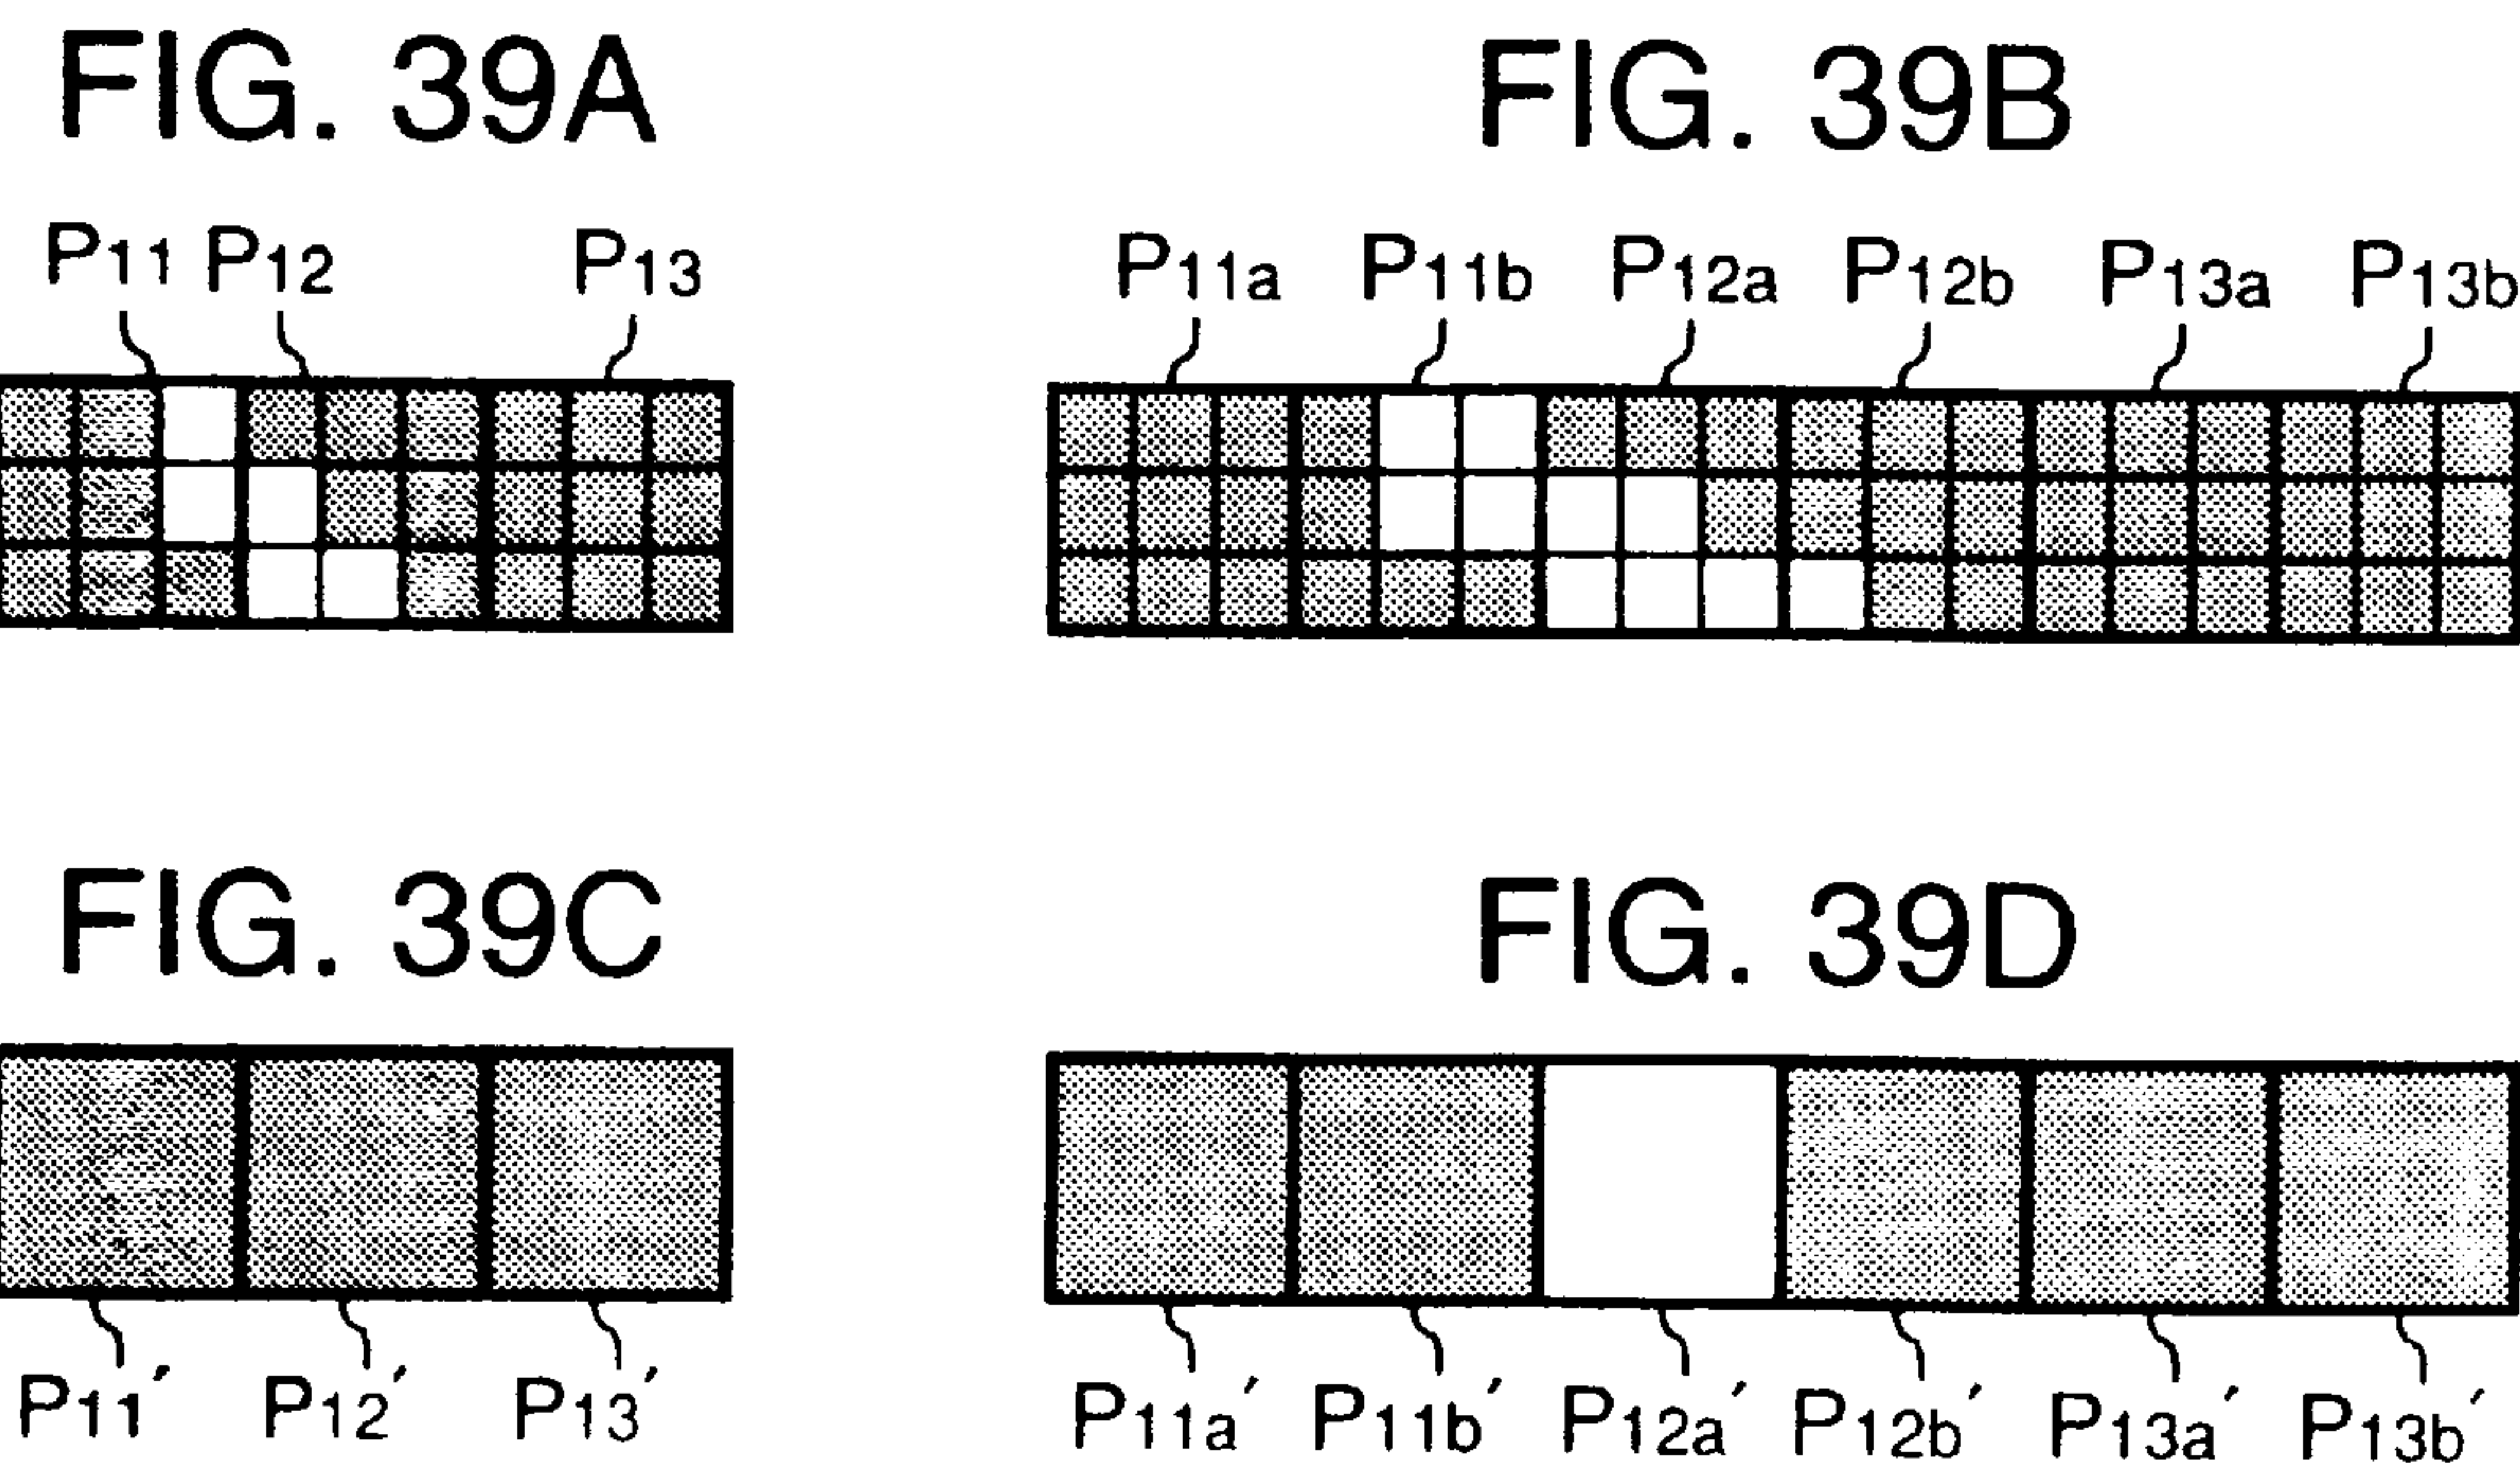 FIG. 39A
FIG. 39B
P11 P12 P13
P11a P11b P12a P12b P13a P13b
FIG. 39C
FIG. 39D
P11′ P12′ P13′
P11a′ P11b′ P12a′ P12b′ P13a′ P13b′